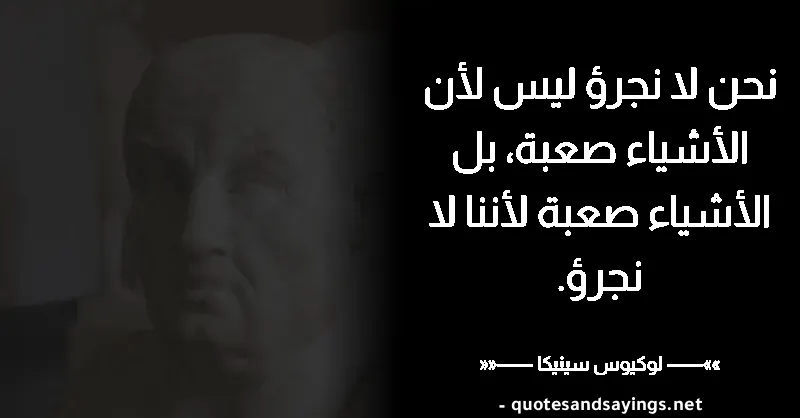 نحن لا نجرؤ ليس لأن
الأشياء صعبة، بل
الأشياء صعبة لأننا لا
نجرؤ.
»»—— لوكيوس سينيكا ——««
- quotesandsayings.net